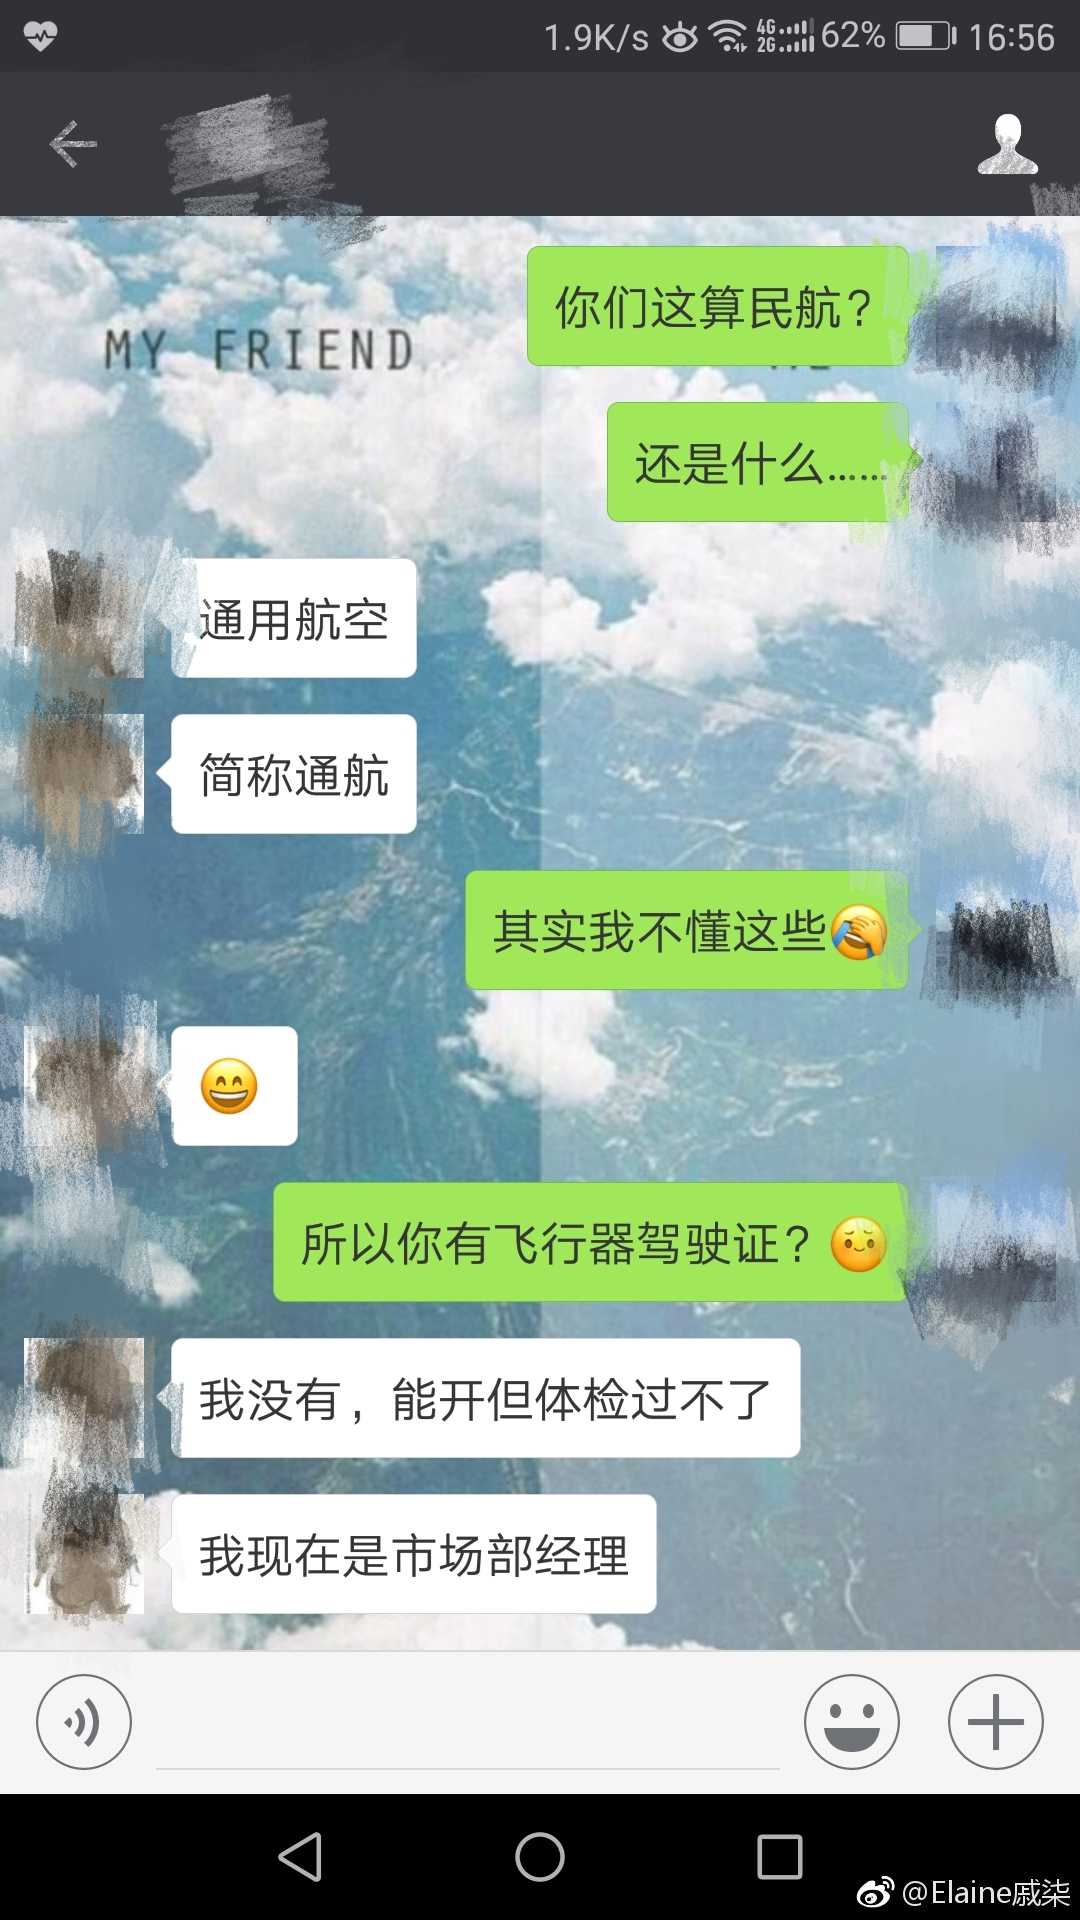 1.9K/s 4G 2G 62% 16:56
MY FRIEND
你们这算民航？
还是什么……
通用航空
简称通航
其实我不懂这些
所以你有飞行器驾驶证？
我没有，能开但体检过不了
我现在是市场部经理
@Elaine戚柒